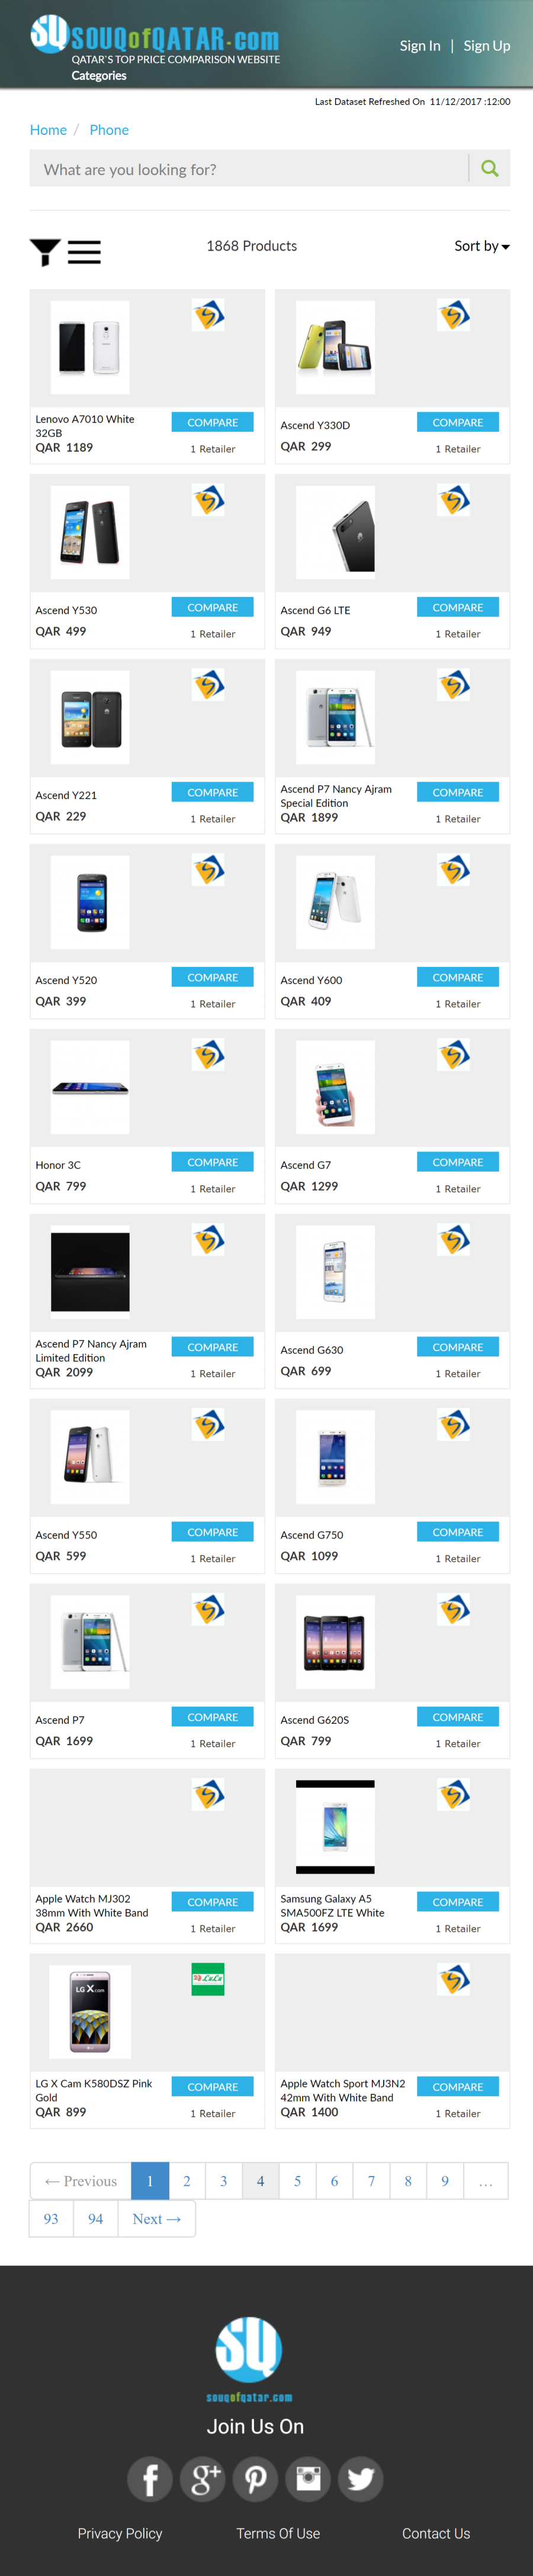 SQ SOUQofQATAR.com
QATAR`S TOP PRICE COMPARISON WEBSITE
Categories
Sign In | Sign Up
Last Dataset Refreshed On 11/12/2017 :12:00
Home / Phone
What are you looking for?
1868 Products
Sort by
Lenovo A7010 White
32GB
QAR 1189
COMPARE
1 Retailer
Ascend Y330D
QAR 299
COMPARE
1 Retailer
Ascend Y530
QAR 499
COMPARE
1 Retailer
Ascend G6 LTE
QAR 949
COMPARE
1 Retailer
Ascend Y221
QAR 229
COMPARE
1 Retailer
Ascend P7 Nancy Ajram
Special Edition
QAR 1899
COMPARE
1 Retailer
Ascend Y520
QAR 399
COMPARE
1 Retailer
Ascend Y600
QAR 409
COMPARE
1 Retailer
Honor 3C
QAR 799
COMPARE
1 Retailer
Ascend G7
QAR 1299
COMPARE
1 Retailer
Ascend P7 Nancy Ajram
Limited Edition
QAR 2099
COMPARE
1 Retailer
Ascend G630
QAR 699
COMPARE
1 Retailer
Ascend Y550
QAR 599
COMPARE
1 Retailer
Ascend G750
QAR 1099
COMPARE
1 Retailer
Ascend P7
QAR 1699
COMPARE
1 Retailer
Ascend G620S
QAR 799
COMPARE
1 Retailer
Apple Watch MJ302
38mm With White Band
QAR 2660
COMPARE
1 Retailer
Samsung Galaxy A5
SMA500FZ LTE White
QAR 1699
COMPARE
1 Retailer
LG X cam
LuLu
LG X Cam K580DSZ Pink
Gold
QAR 899
COMPARE
1 Retailer
Apple Watch Sport MJ3N2
42mm With White Band
QAR 1400
COMPARE
1 Retailer
← Previous 1 2 3 4 5 6 7 8 9 …
93 94 Next →
SQ
souqofqatar.com
Join Us On
Privacy Policy Terms Of Use Contact Us